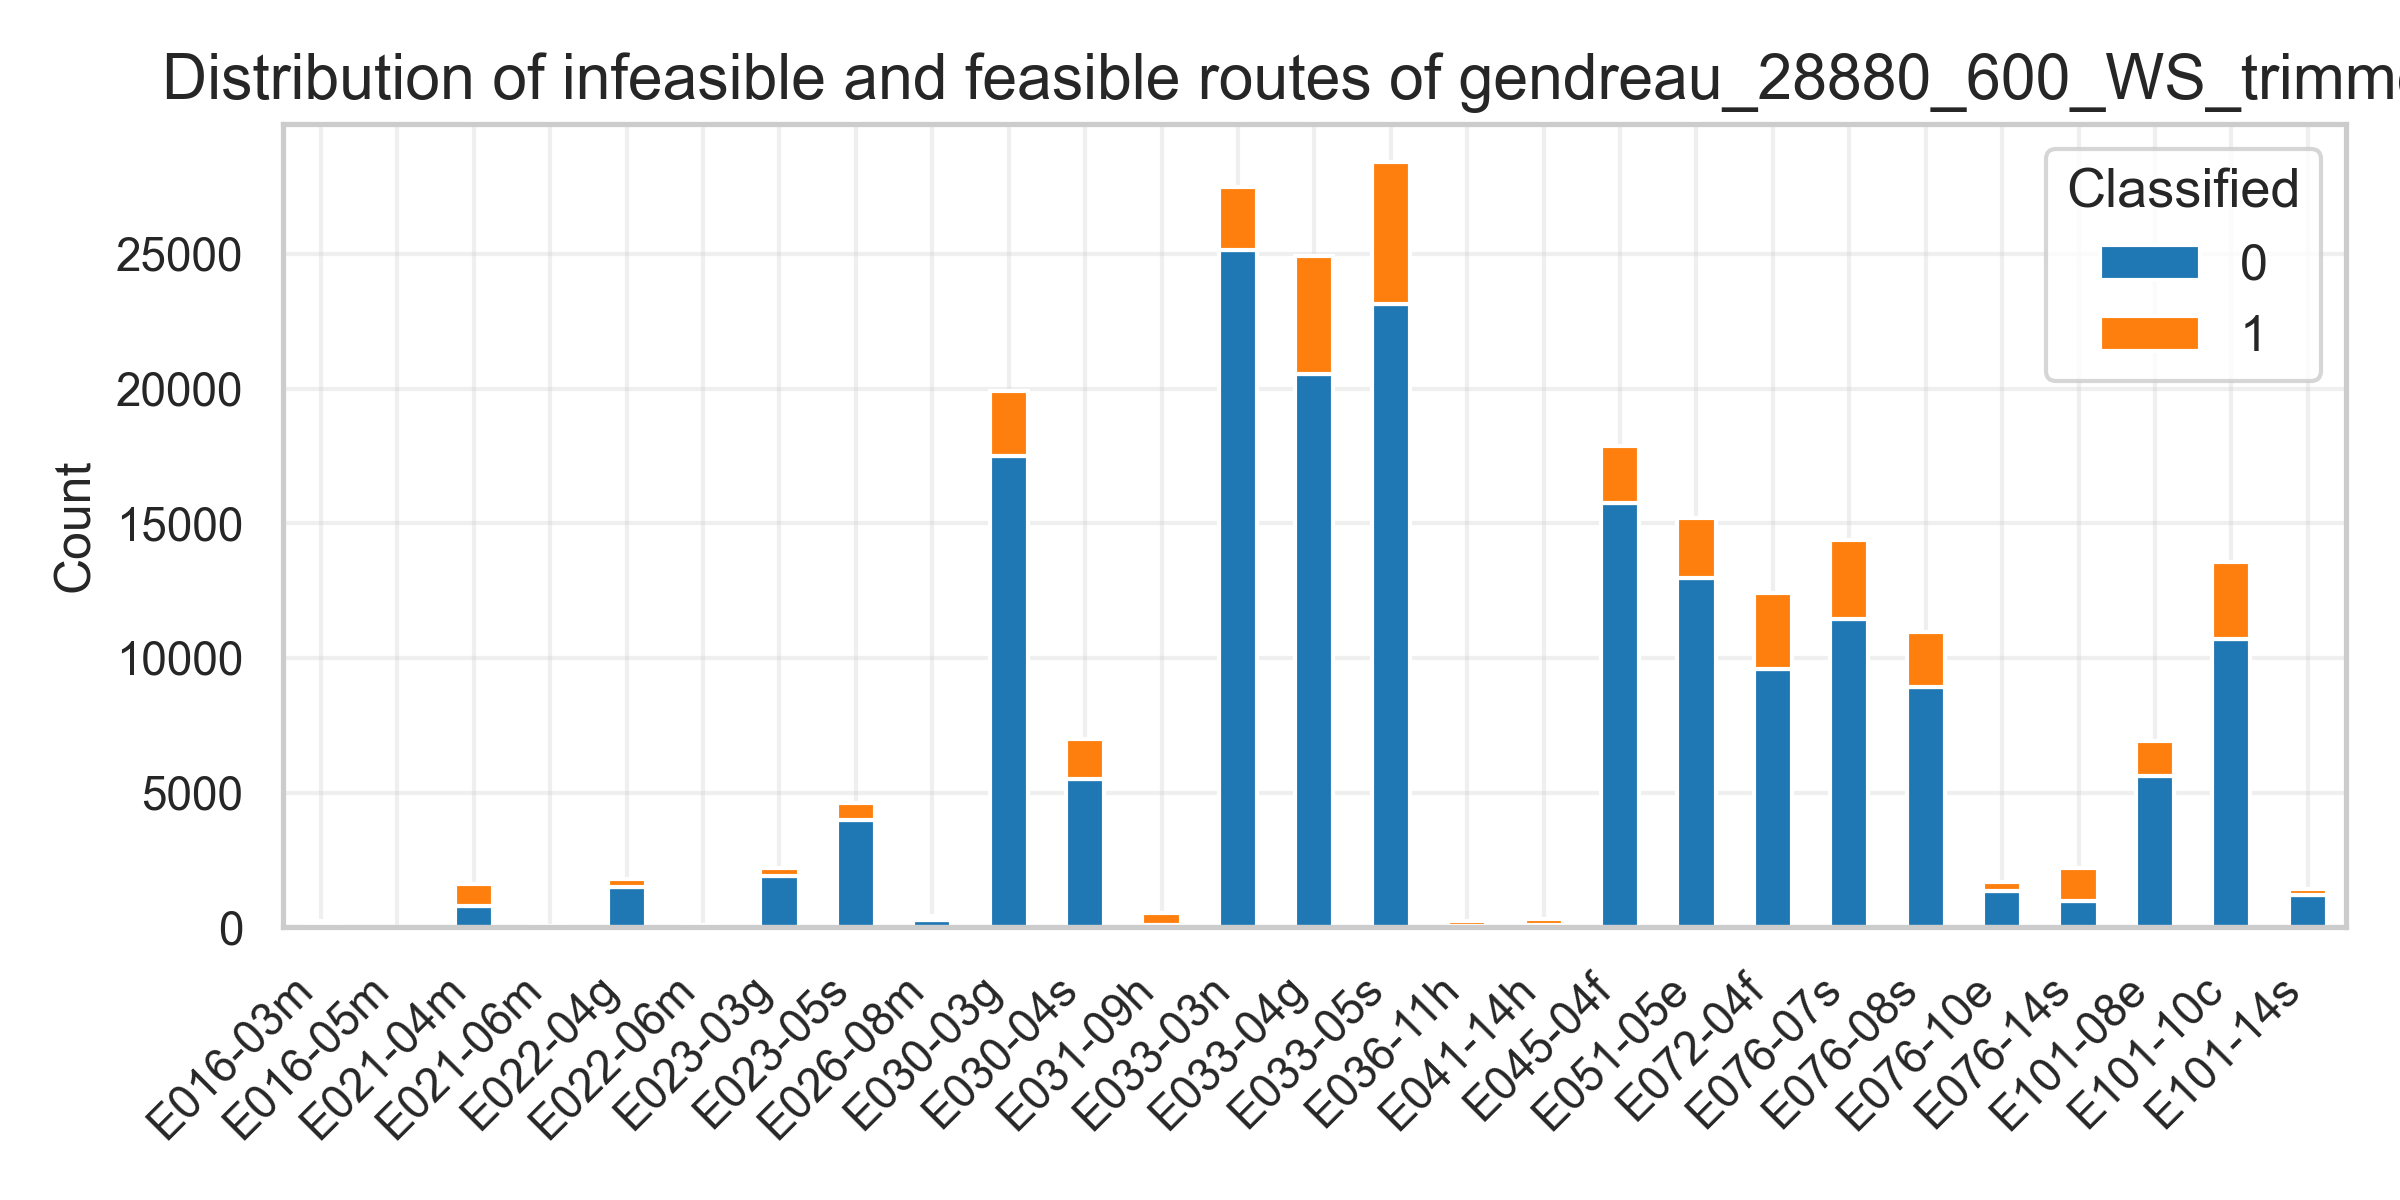 Distribution of infeasible and feasible routes of gendreau_28880_600_WS_trimm
Classified
0
1
Count
25000
20000
15000
10000
5000
0
E016-03m
E016-05m
E021-04m
E021-06m
E022-04g
E022-06m
E023-03g
E023-05s
E026-08m
E030-03g
E030-04s
E031-09h
E033-03n
E033-04g
E033-05s
E036-11h
E041-14h
E045-04f
E051-05e
E072-04f
E076-07s
E076-08s
E076-10e
E076-14s
E101-08e
E101-10c
E101-14s